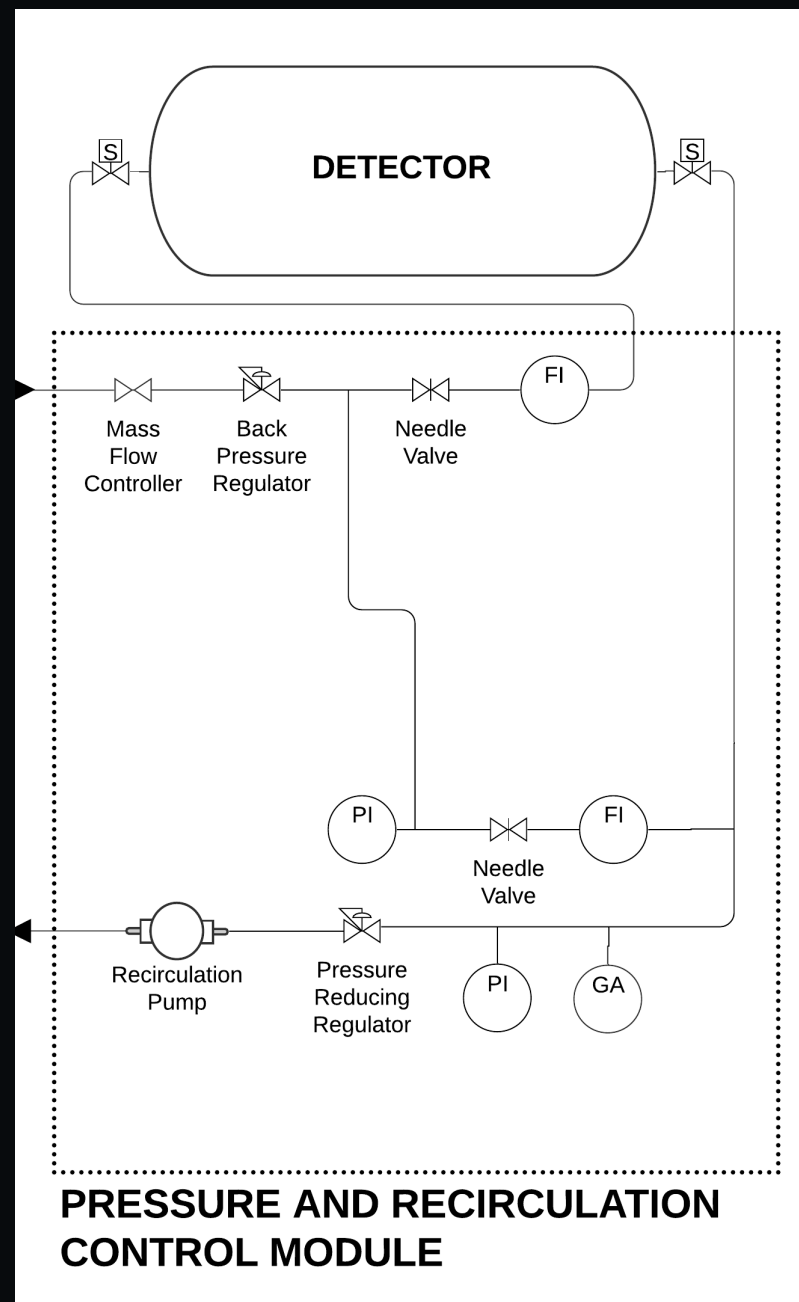 S
S
DETECTOR
FI
Mass
Flow
Controller
Back
Pressure
Regulator
Needle
Valve
PI
FI
Needle
Valve
Recirculation
Pump
Pressure
Reducing
Regulator
PI
GA
PRESSURE AND RECIRCULATION
CONTROL MODULE